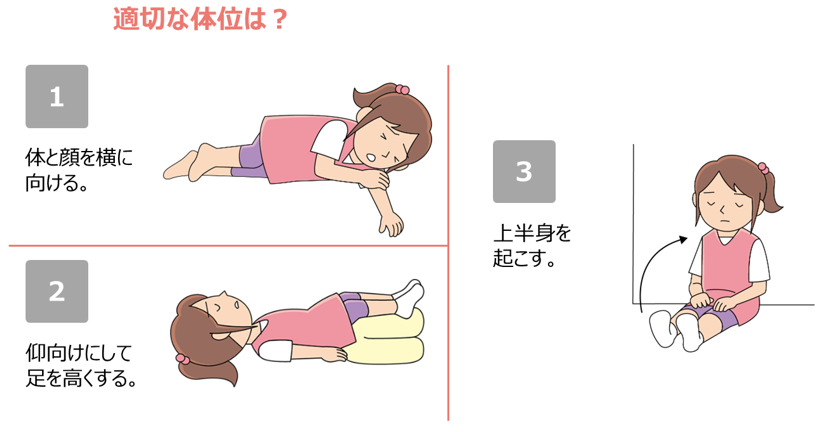 適切な体位は？
1
体と顔を横に
向ける。
2
仰向けにして
足を高くする。
3
上半身を
起こす。